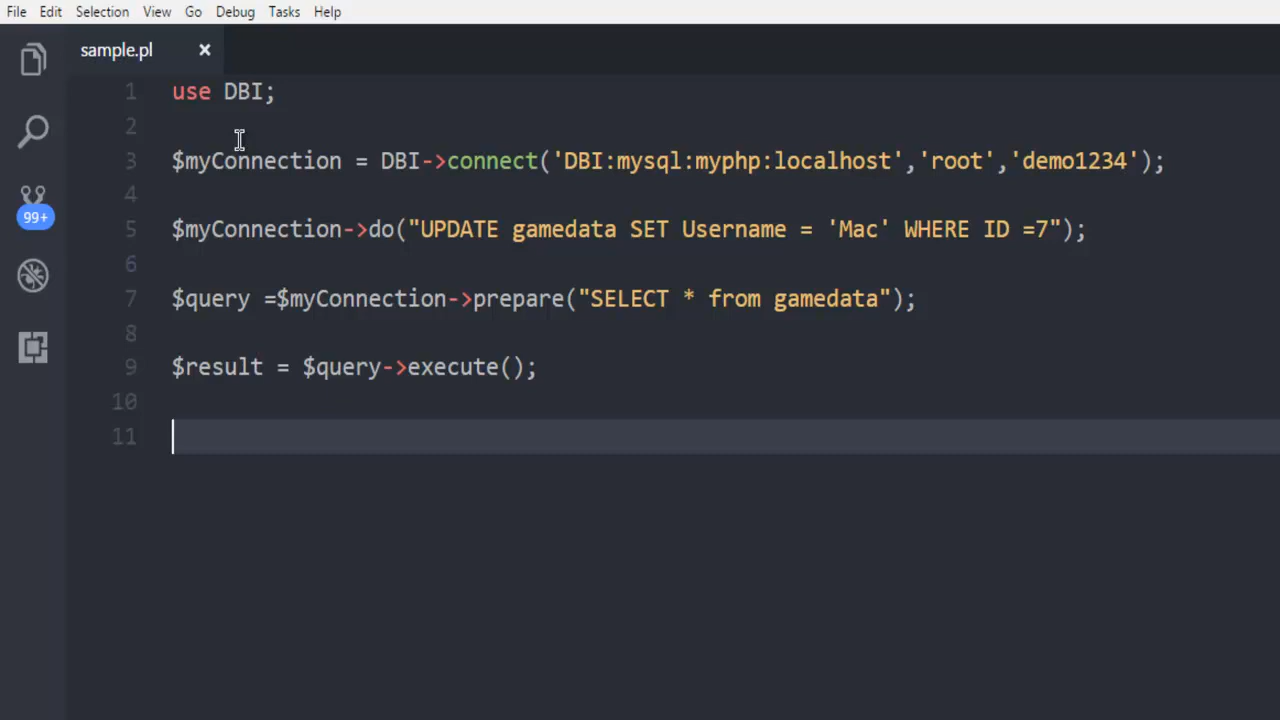 File Edit Selection View Go Debug Tasks Help
sample.pl ×
1 use DBI;
2
3 $myConnection = DBI->connect('DBI:mysql:myphp:localhost','root','demo1234');
4
5 $myConnection->do("UPDATE gamedata SET Username = 'Mac' WHERE ID =7");
99+
6
7 $query =$myConnection->prepare("SELECT * from gamedata");
8
9 $result = $query->execute();
10
11